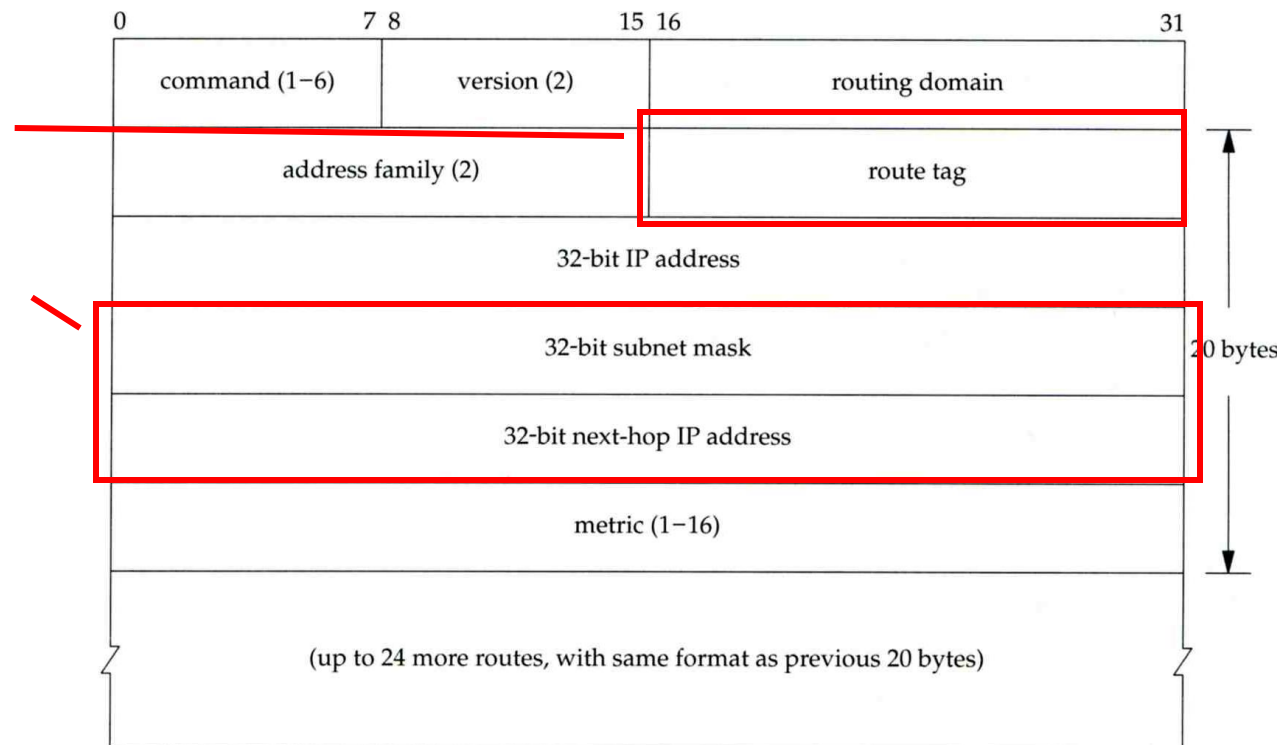 0 7 8 15 16 31
command (1−6) version (2) routing domain
address family (2) route tag
32-bit IP address
32-bit subnet mask
20 bytes
32-bit next-hop IP address
metric (1−16)
(up to 24 more routes, with same format as previous 20 bytes)